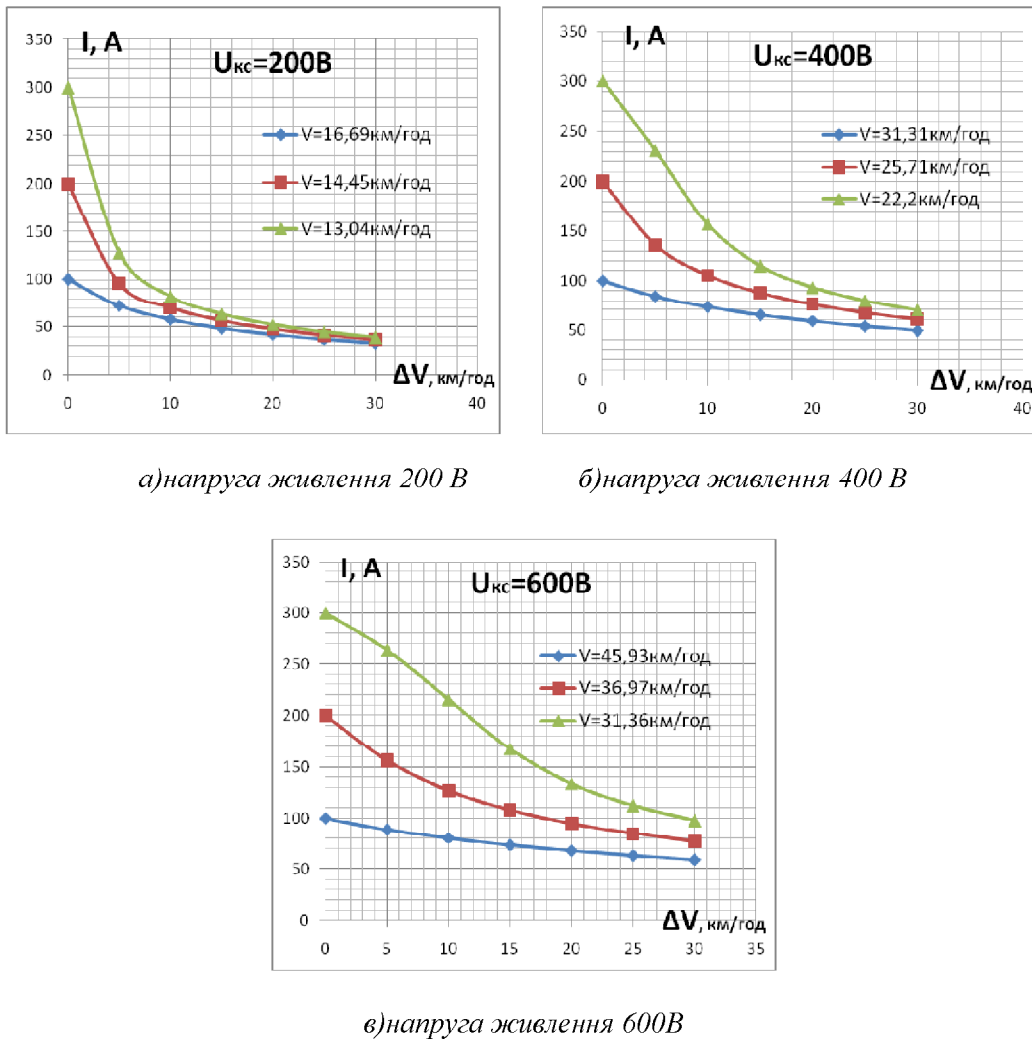 I, А
Uкс=200В
350
300
250
200
150
100
50
0
V=16,69км/год
V=14,45км/год
V=13,04км/год
ΔV, км/год
0 10 20 30 40
I, А
Uкс=400В
350
300
250
200
150
100
50
0
V=31,31км/год
V=25,71км/год
V=22,2км/год
ΔV, км/год
0 10 20 30 40
а)напруга живлення 200 В
б)напруга живлення 400 В
I, А
Uкс=600В
350
300
250
200
150
100
50
0
V=45,93км/год
V=36,97км/год
V=31,36км/год
ΔV, км/год
0 5 10 15 20 25 30 35
в)напруга живлення 600В